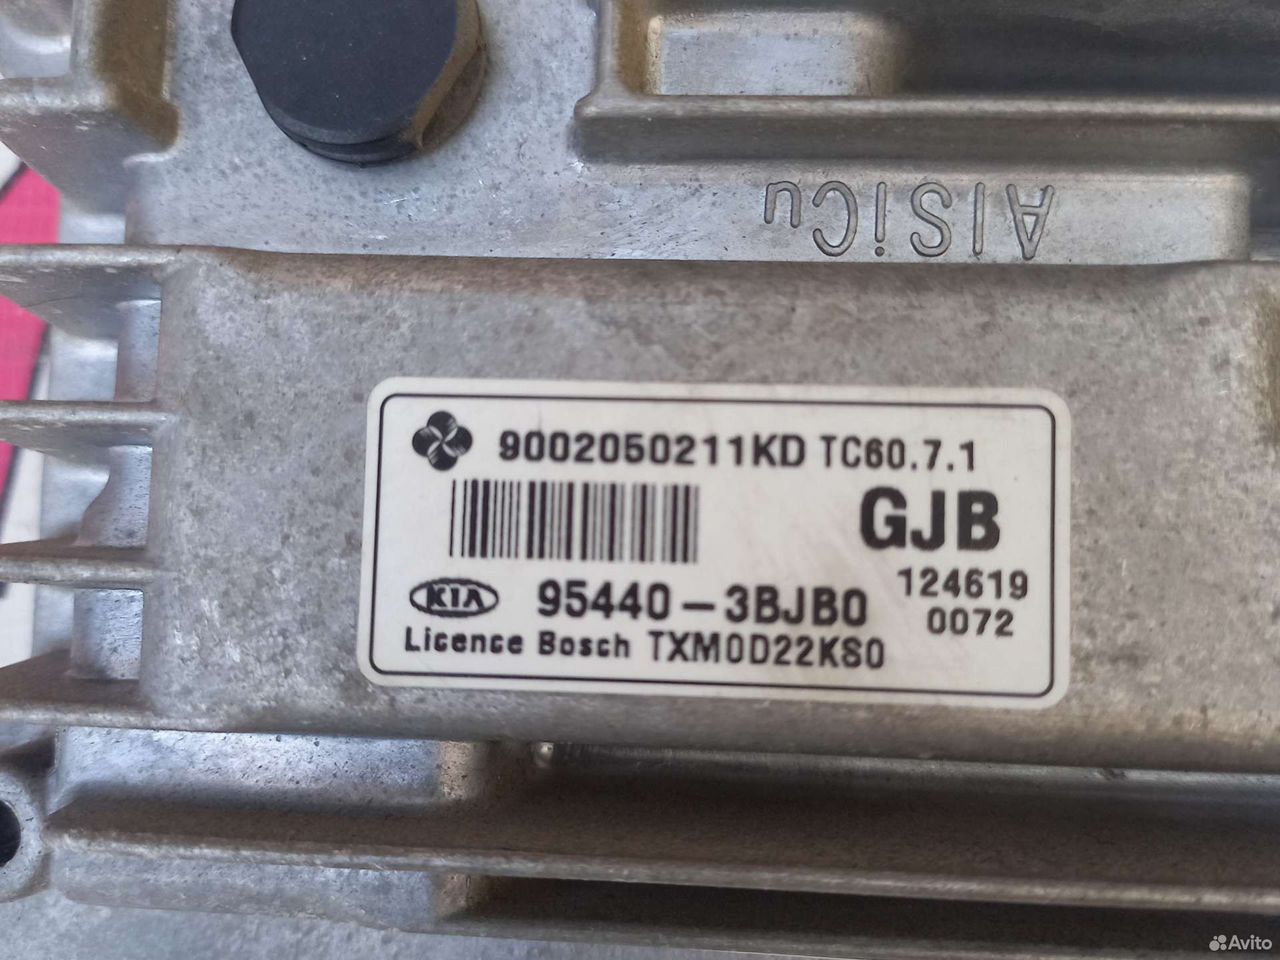 AlSiCu
9002050211KD TC60.7.1
GJB
KIA 95440-3BJB0
124619
0072
Licence Bosch TXM0D22KS0
Avito